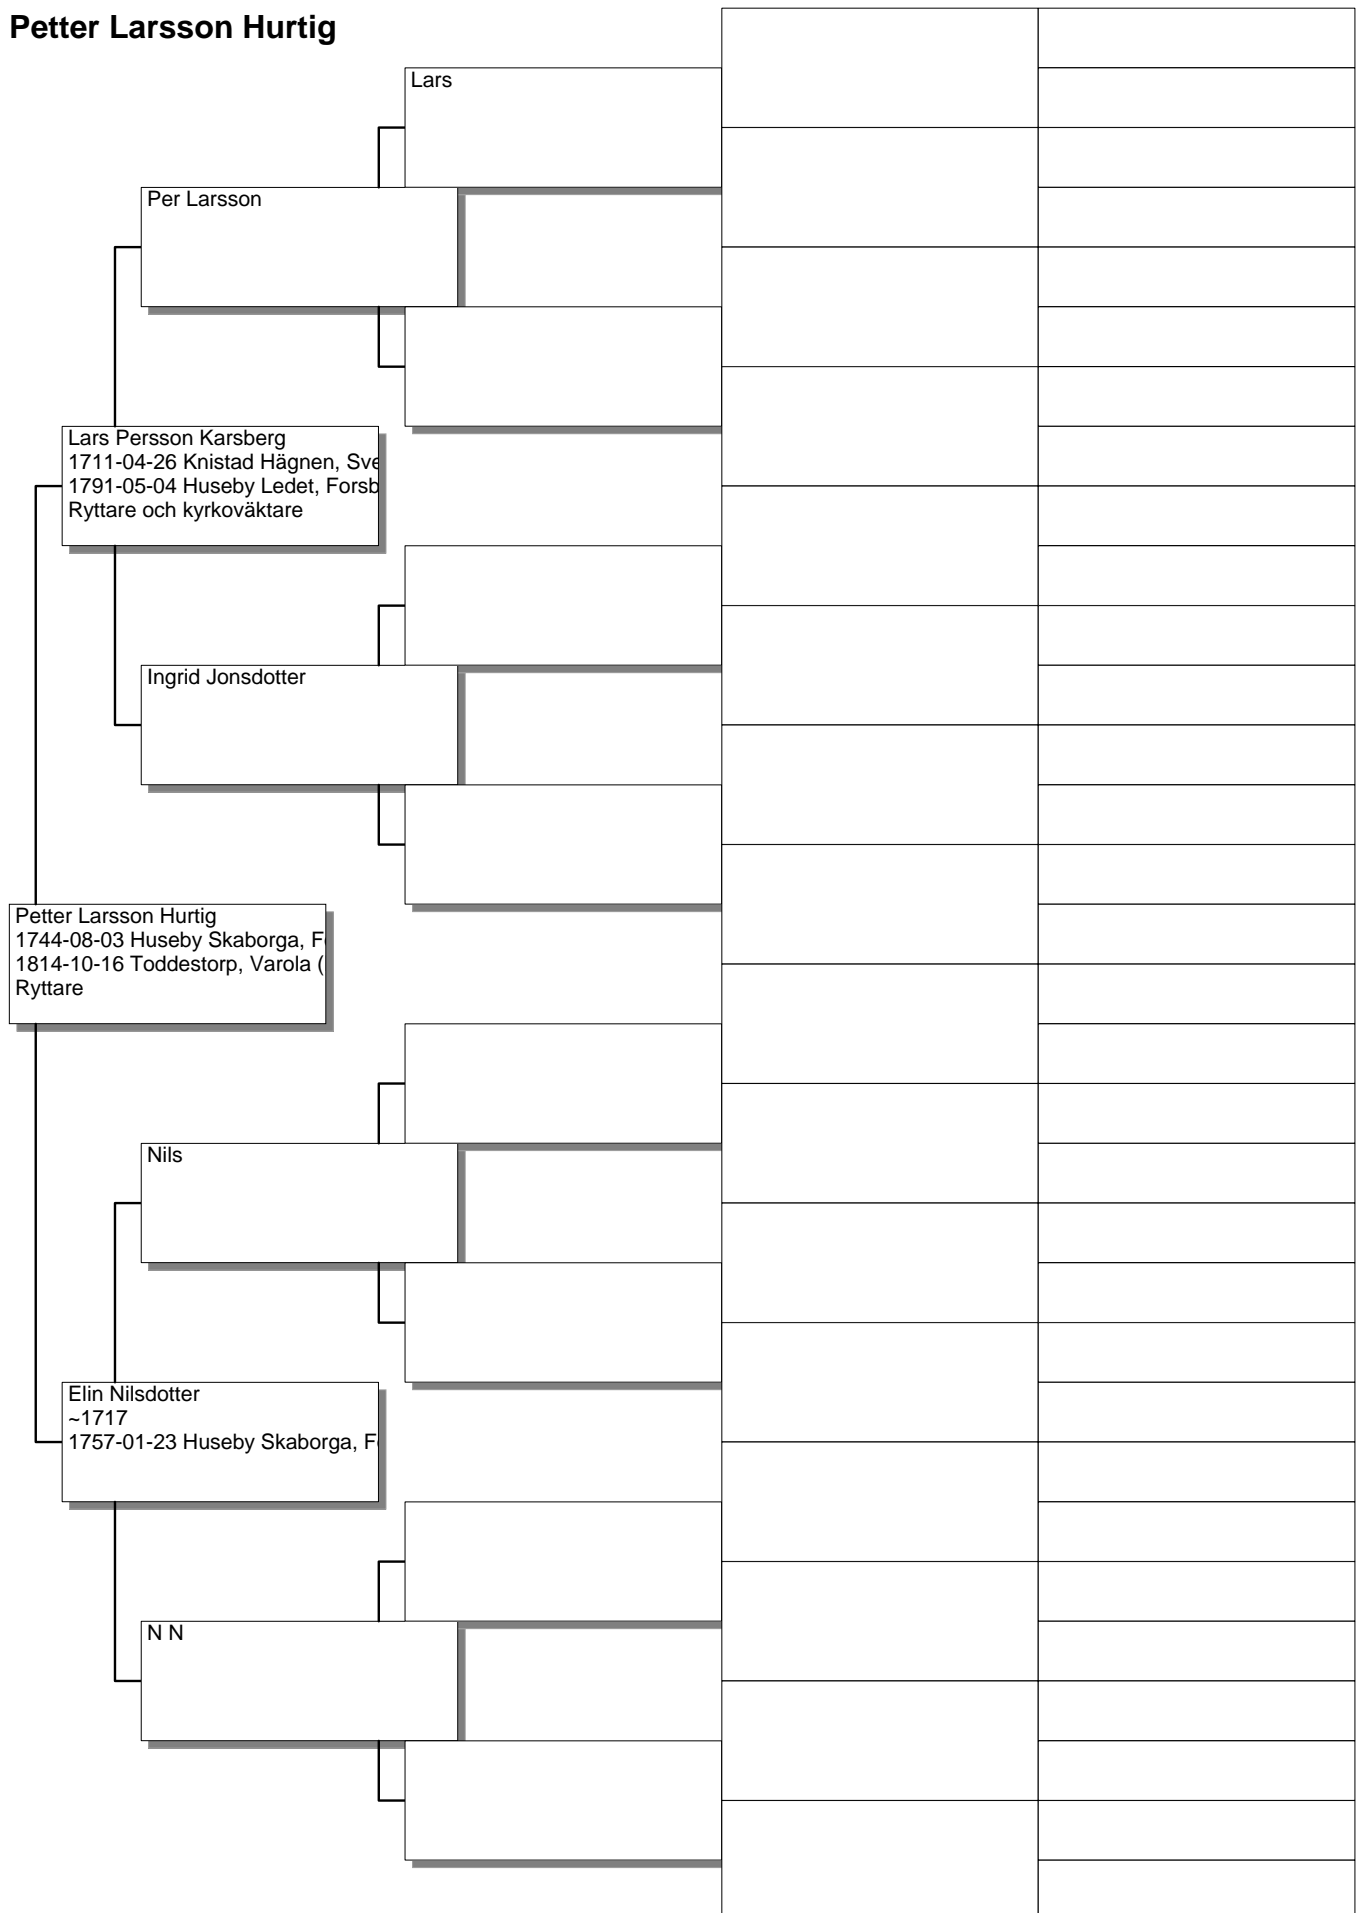 Petter Larsson Hurtig
Lars
Per Larsson
Lars Persson Karsberg
1711-04-26 Knistad Hägnen, Sve
1791-05-04 Huseby Ledet, Forsb
Ryttare och kyrkoväktare
Ingrid Jonsdotter
Petter Larsson Hurtig
1744-08-03 Huseby Skaborga, F
1814-10-16 Toddestorp, Varola (
Ryttare
Nils
Elin Nilsdotter
~1717
1757-01-23 Huseby Skaborga, F
N N